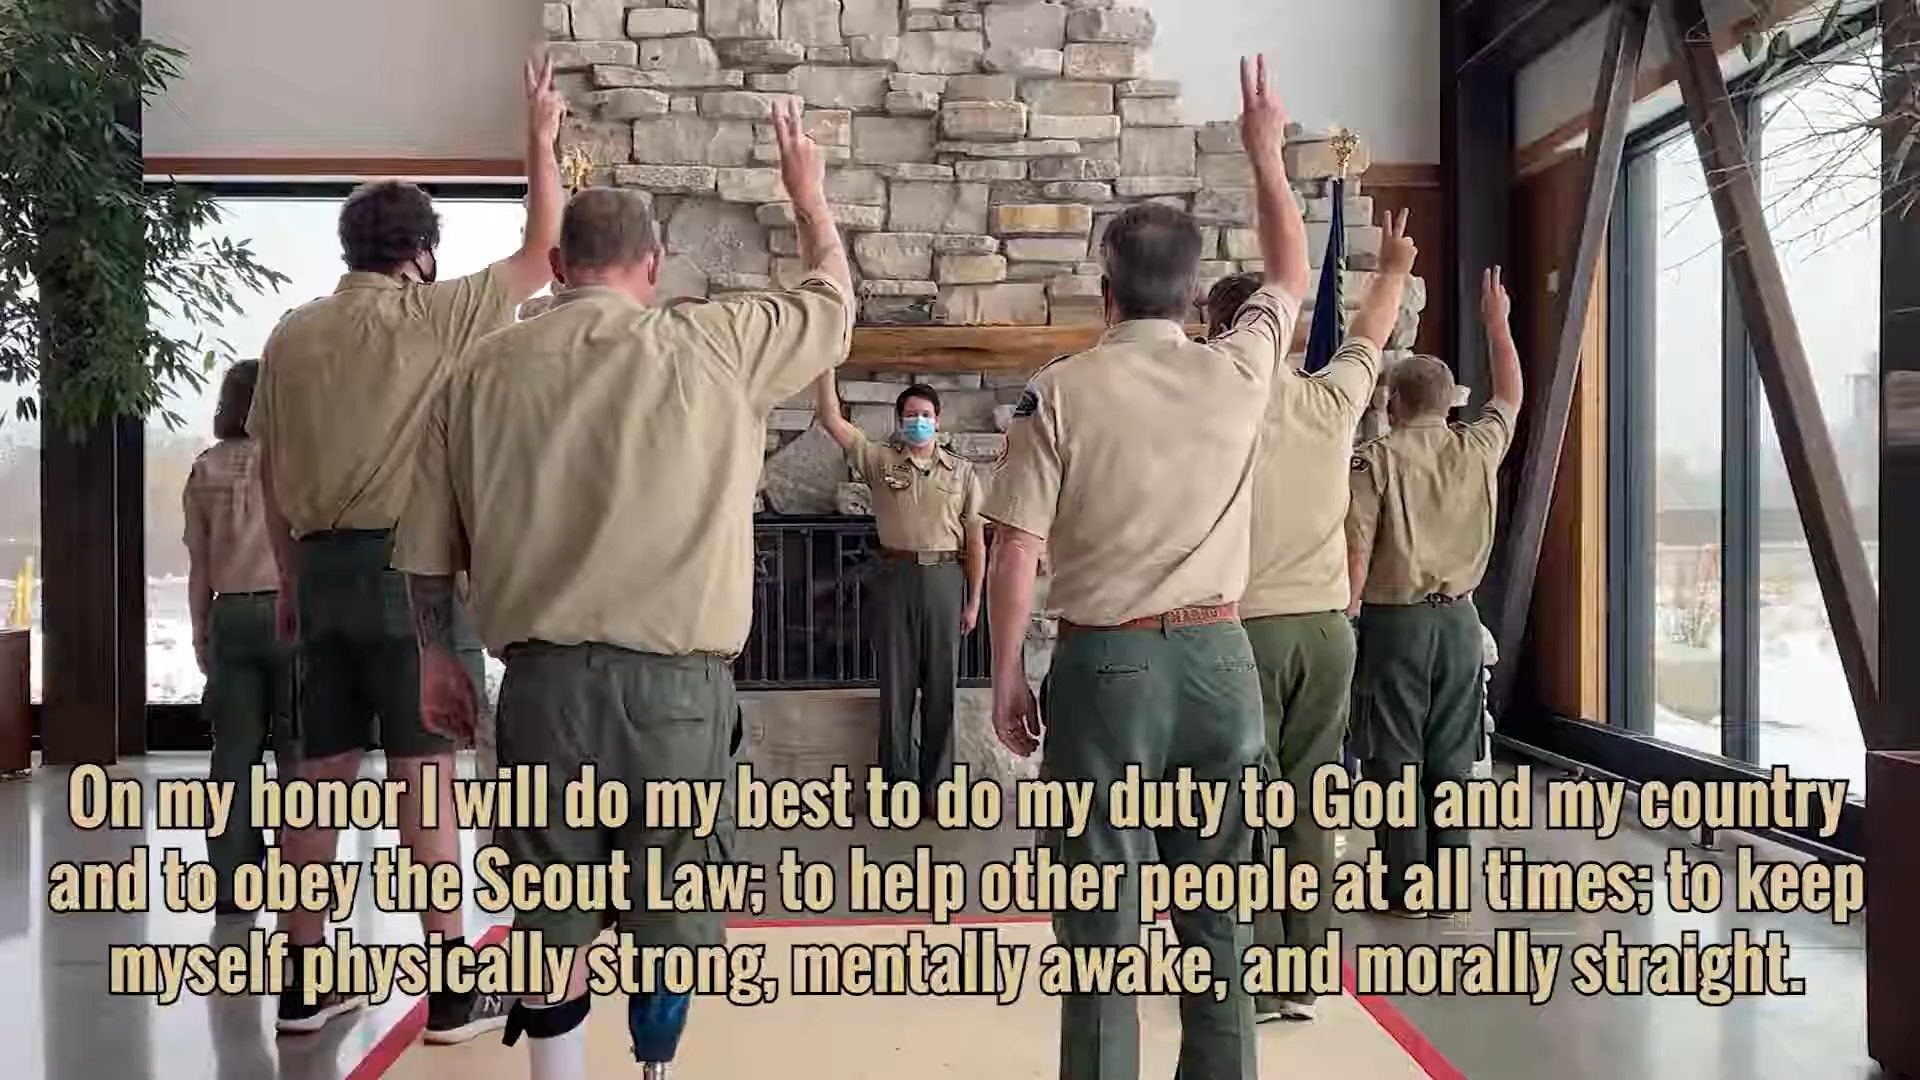 On my honor I will do my best to do my duty to God and my country
and to obey the Scout Law; to help other people at all times; to keep
myself physically strong, mentally awake, and morally straight.